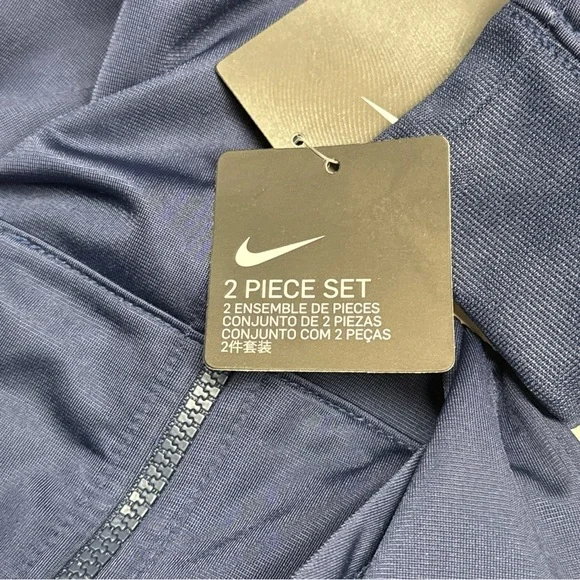 2 PIECE SET
2 ENSEMBLE DE PIECES
CONJUNTO DE 2 PIEZAS
CONJUNTO COM 2 PEÇAS
2件套装